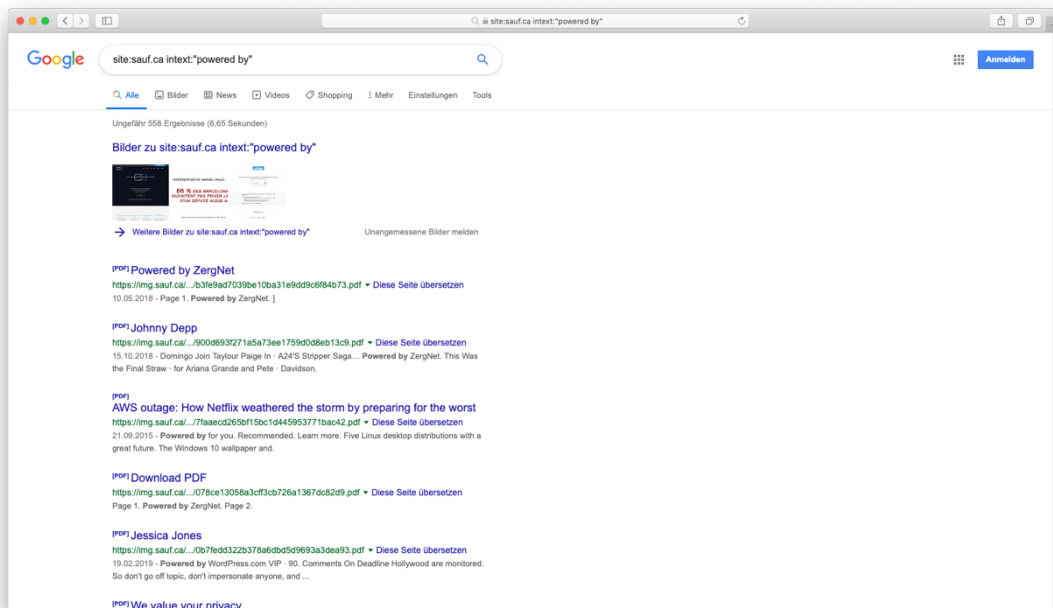 site:sauf.ca intext:"powered by"
Google
site:sauf.ca intext:"powered by"
Anmelden
Alle Bilder News Videos Shopping Mehr Einstellungen Tools
Ungefähr 558 Ergebnisse (6,65 Sekunden)
Bilder zu site:sauf.ca intext:"powered by"
Weitere Bilder zu site:sauf.ca intext:"powered by" Unangemessene Bilder melden
[PDF] Powered by ZergNet
https://img.sauf.ca/.../b3fe9ad7039be10ba31e9dd9c6f84b73.pdf Diese Seite übersetzen
10.05.2018 - Page 1. Powered by ZergNet. ]
[PDF] Johnny Depp
https://img.sauf.ca/.../900d693f271a5a73ee1759d0d8eb13c9.pdf Diese Seite übersetzen
15.10.2018 - Domingo Join Taylour Paige In · A24'S Stripper Saga... Powered by ZergNet. This Was
the Final Straw · for Ariana Grande and Pete · Davidson.
[PDF]
AWS outage: How Netflix weathered the storm by preparing for the worst
https://img.sauf.ca/.../7faaecd265bf15bc1d445953771bac42.pdf Diese Seite übersetzen
21.09.2015 - Powered by for you. Recommended. Learn more. Five Linux desktop distributions with a
great future. The Windows 10 wallpaper and.
[PDF] Download PDF
https://img.sauf.ca/.../078ce13058a3cff3cb726a1367dc82d9.pdf Diese Seite übersetzen
Page 1. Powered by ZergNet. Page 2.
[PDF] Jessica Jones
https://img.sauf.ca/.../0b7fedd322b378a6dbd5d9693a3dea93.pdf Diese Seite übersetzen
19.02.2019 - Powered by WordPress.com VIP · 90. Comments On Deadline Hollywood are monitored.
So don't go off topic, don't impersonate anyone, and ...
[PDF] We value your privacy